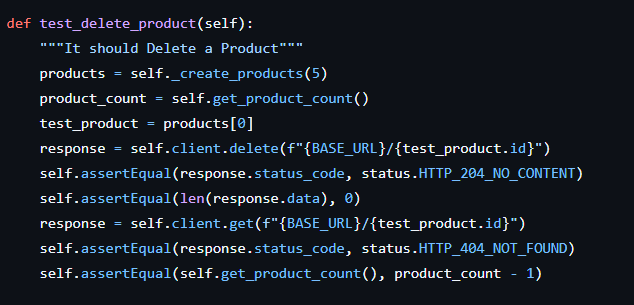 def test_delete_product(self):
    """It should Delete a Product"""
    products = self._create_products(5)
    product_count = self.get_product_count()
    test_product = products[0]
    response = self.client.delete(f"{BASE_URL}/{test_product.id}")
    self.assertEqual(response.status_code, status.HTTP_204_NO_CONTENT)
    self.assertEqual(len(response.data), 0)
    response = self.client.get(f"{BASE_URL}/{test_product.id}")
    self.assertEqual(response.status_code, status.HTTP_404_NOT_FOUND)
    self.assertEqual(self.get_product_count(), product_count - 1)